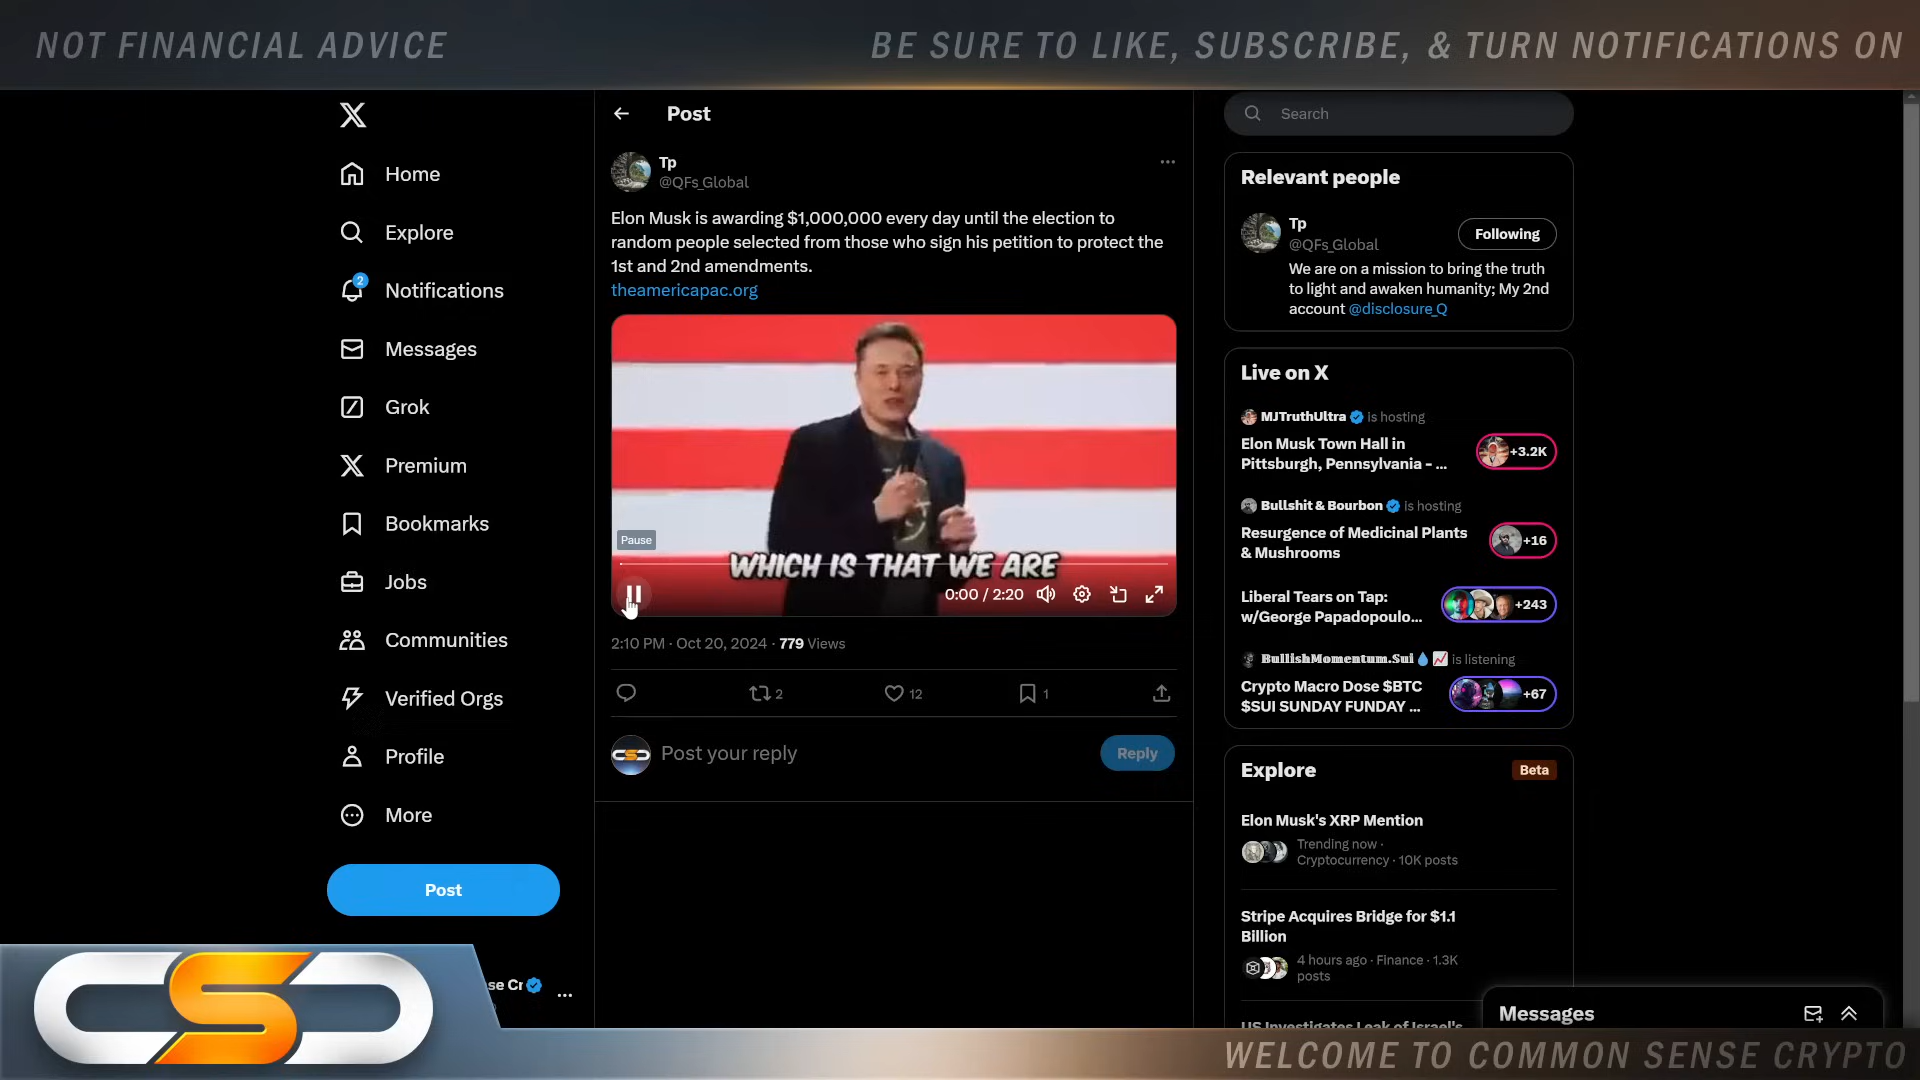 NOT FINANCIAL ADVICE
BE SURE TO LIKE, SUBSCRIBE, & TURN NOTIFICATIONS ON
Home
Explore
2
Notifications
Messages
Grok
Premium
Bookmarks
Jobs
Communities
Verified Orgs
Profile
More
Post
se Cr
Post
Tp
@QFs_Global
Elon Musk is awarding $1,000,000 every day until the election to
random people selected from those who sign his petition to protect the
1st and 2nd amendments.
theamericapac.org
Pause
WHICH IS THAT WE ARE
0:00 / 2:20
2:10 PM · Oct 20, 2024 · 779 Views
2
12
1
Post your reply
Reply
Search
Relevant people
Tp
@QFs_Global
Following
We are on a mission to bring the truth
to light and awaken humanity; My 2nd
account @disclosure_Q
Live on X
MJTruthUltra is hosting
Elon Musk Town Hall in
Pittsburgh, Pennsylvania - ...
+3.2K
Bullshit & Bourbon is hosting
Resurgence of Medicinal Plants
& Mushrooms
+16
Liberal Tears on Tap:
w/George Papadopoulo...
+243
BullishMomentum.Sui is listening
Crypto Macro Dose $BTC
$SUI SUNDAY FUNDAY ...
+67
Explore
Beta
Elon Musk's XRP Mention
Trending now ·
Cryptocurrency · 10K posts
Stripe Acquires Bridge for $1.1
Billion
4 hours ago · Finance · 1.3K
posts
US Investigates Leak of Israel's
Messages
CSC
WELCOME TO COMMON SENSE CRYPTO